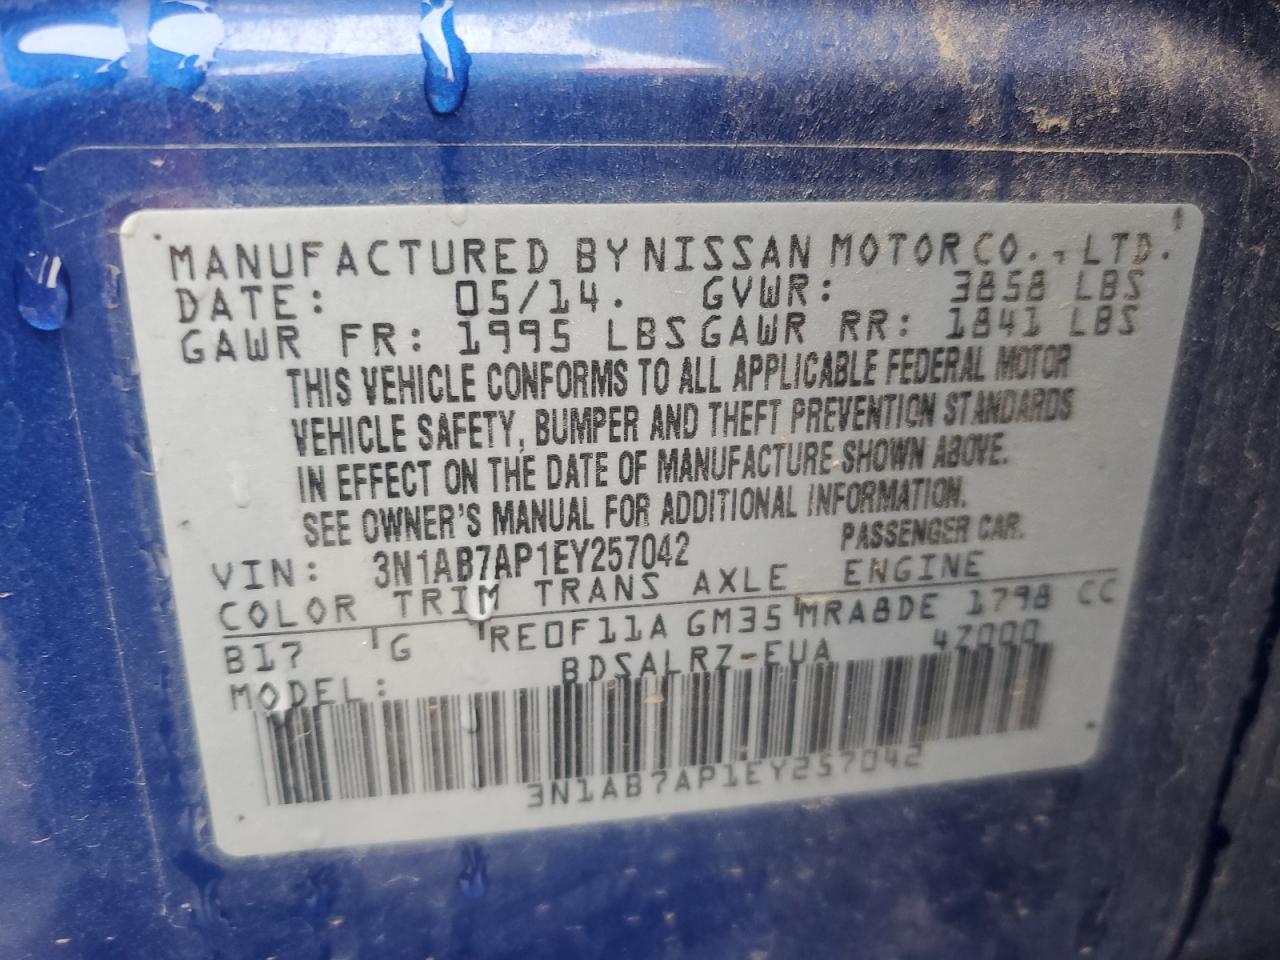 MANUFACTURED BY NISSAN MOTOR CO., LTD.
DATE: 05/14. GVWR: 3858 LBS
GAWR FR: 1995 LBS GAWR RR: 1841 LBS
THIS VEHICLE CONFORMS TO ALL APPLICABLE FEDERAL MOTOR
VEHICLE SAFETY, BUMPER AND THEFT PREVENTION STANDARDS
IN EFFECT ON THE DATE OF MANUFACTURE SHOWN ABOVE.
SEE OWNER'S MANUAL FOR ADDITIONAL INFORMATION.
VIN: 3N1AB7AP1EY257042 PASSENGER CAR.
COLOR TRIM TRANS AXLE ENGINE
B17 G RE0F11A GM35 MRA8DE 1798 CC
MODEL: BDSALRZ-EUA 4Z000
3N1AB7AP1EY257042